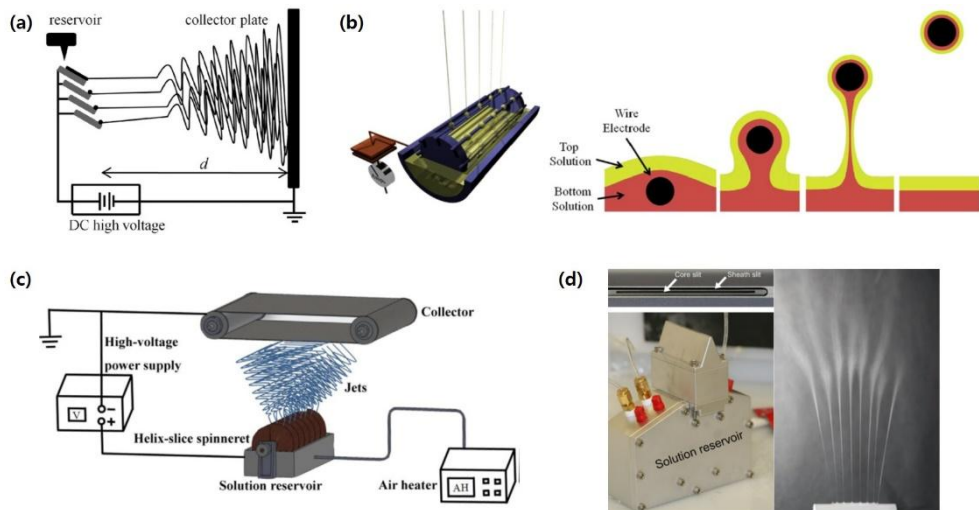 (a)
reservoir
collector plate
d
DC high voltage
(b)
Wire
Electrode
Top
Solution
Bottom
Solution
(c)
Collector
High-voltage
power supply
Jets
V
−
+
Helix-slice spinneret
Solution reservoir
Air heater
AH
(d)
Core slit
Sheath slit
Solution reservoir